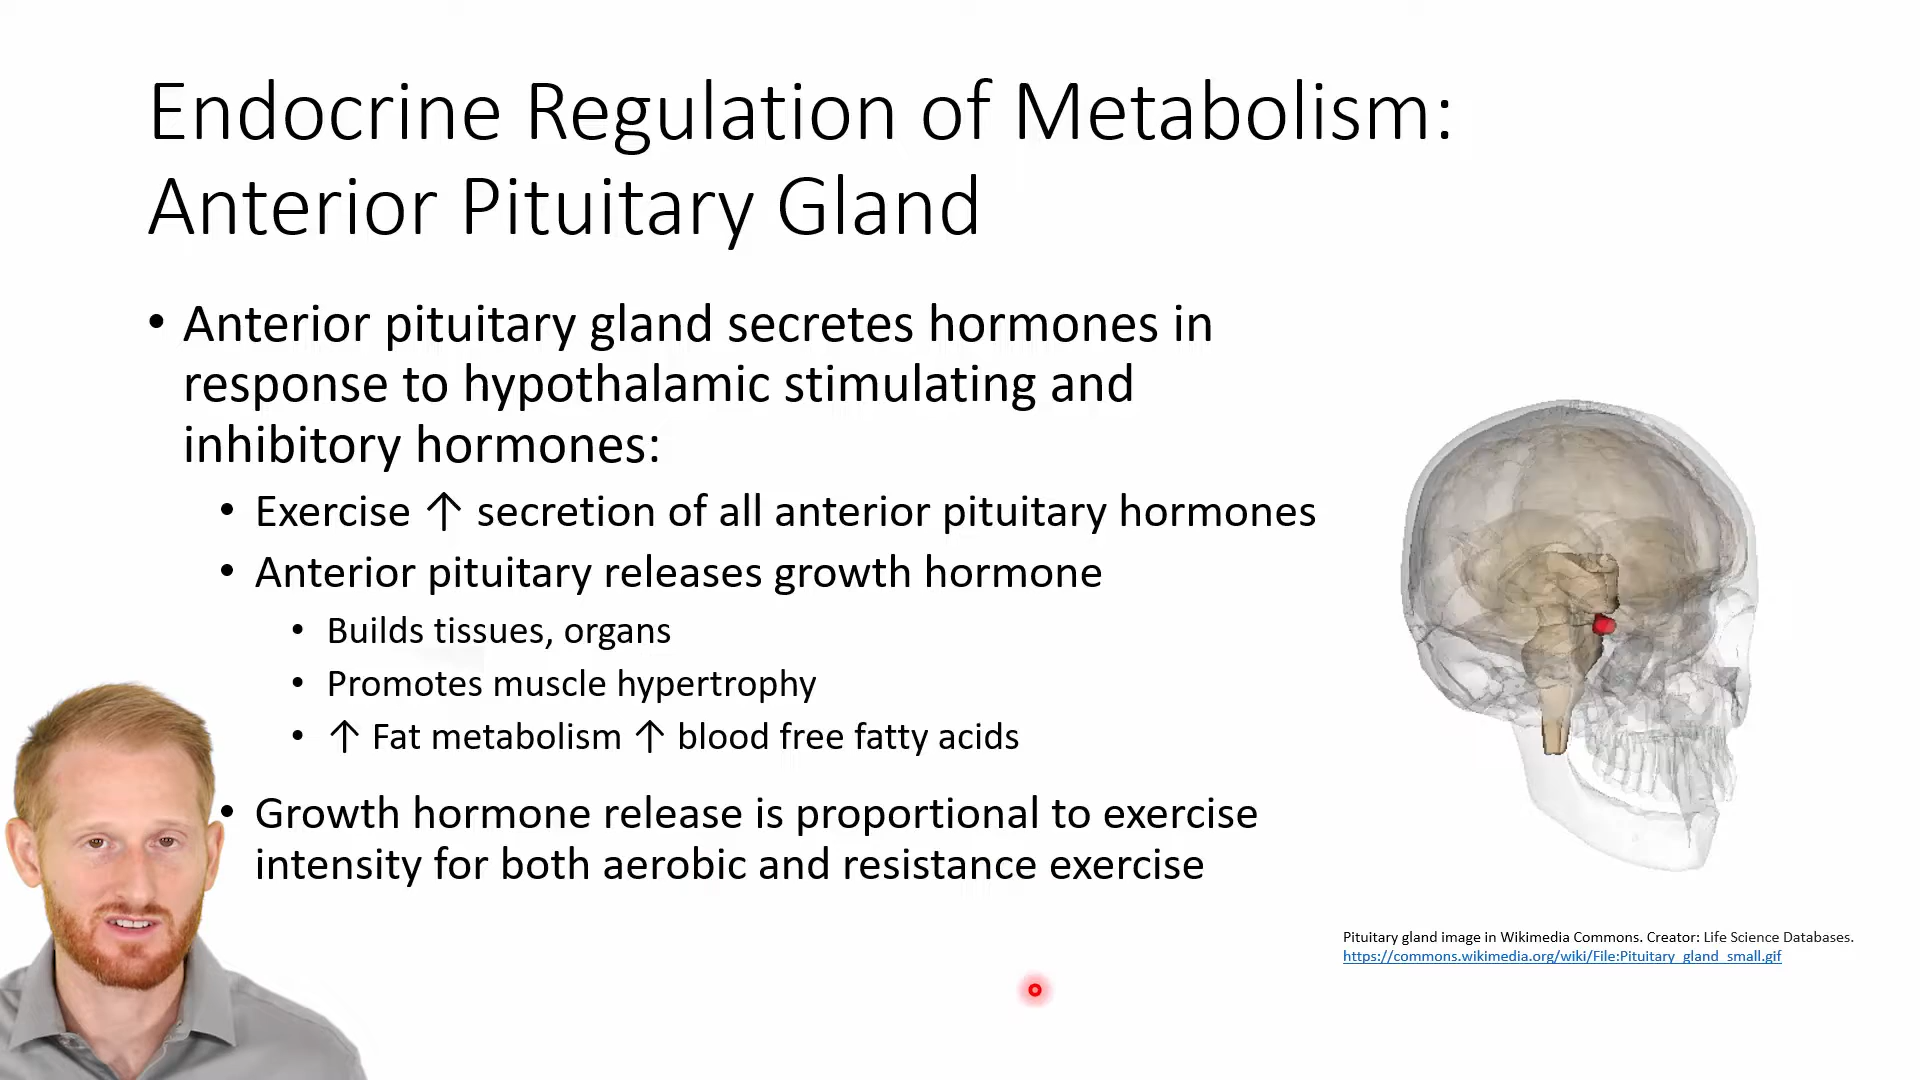 Endocrine Regulation of Metabolism:
Anterior Pituitary Gland
• Anterior pituitary gland secretes hormones in
response to hypothalamic stimulating and
inhibitory hormones:
• Exercise ↑ secretion of all anterior pituitary hormones
• Anterior pituitary releases growth hormone
• Builds tissues, organs
• Promotes muscle hypertrophy
• ↑ Fat metabolism ↑ blood free fatty acids
• Growth hormone release is proportional to exercise
intensity for both aerobic and resistance exercise
Pituitary gland image in Wikimedia Commons. Creator: Life Science Databases.
https://commons.wikimedia.org/wiki/File:Pituitary_gland_small.gif